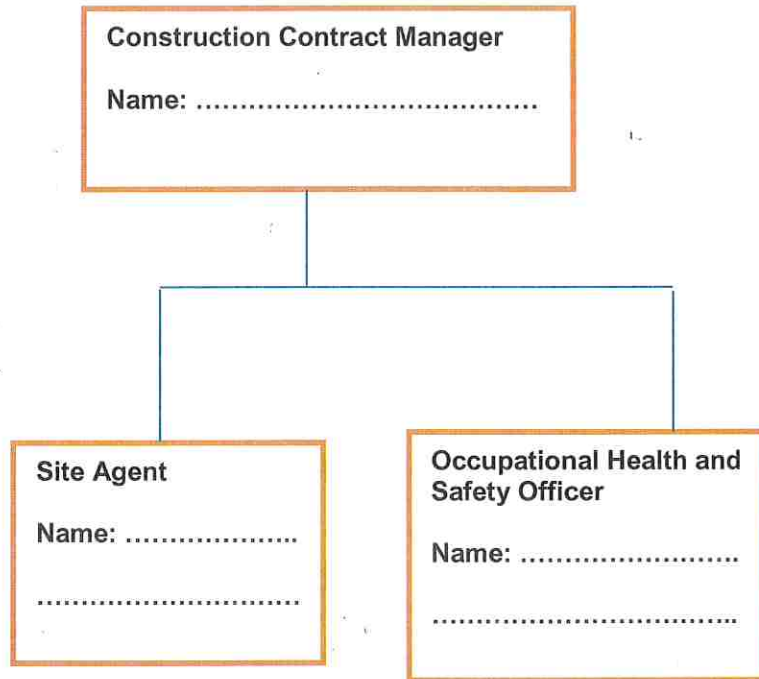 Construction Contract Manager
Name: ……………………………………
Site Agent
Name: ………………..
…………………………
Occupational Health and
Safety Officer
Name: …………………….
……………………………..